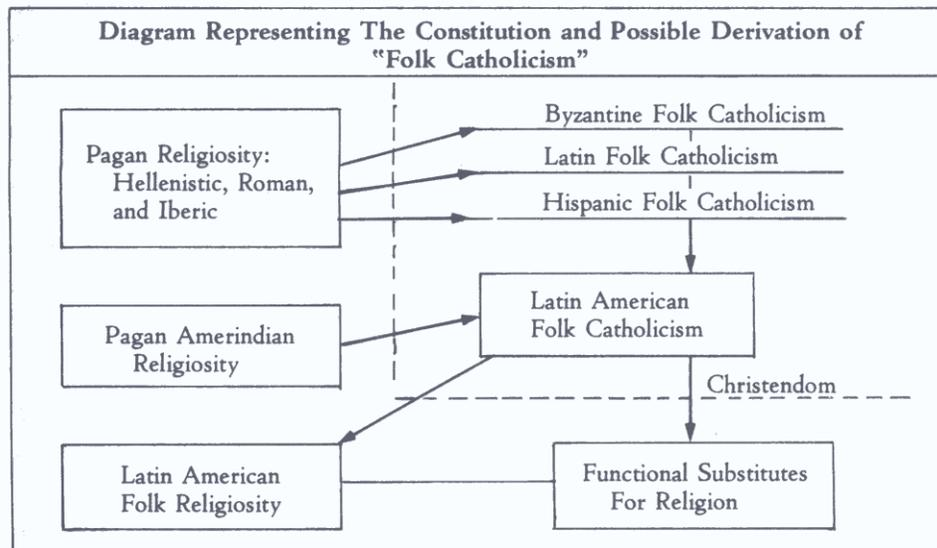 Diagram Representing The Constitution and Possible Derivation of
"Folk Catholicism"
Pagan Religiosity:
Hellenistic, Roman,
and Iberic
Byzantine Folk Catholicism
Latin Folk Catholicism
Hispanic Folk Catholicism
Pagan Amerindian
Religiosity
Latin American
Folk Catholicism
Christendom
Latin American
Folk Religiosity
Functional Substitutes
For Religion